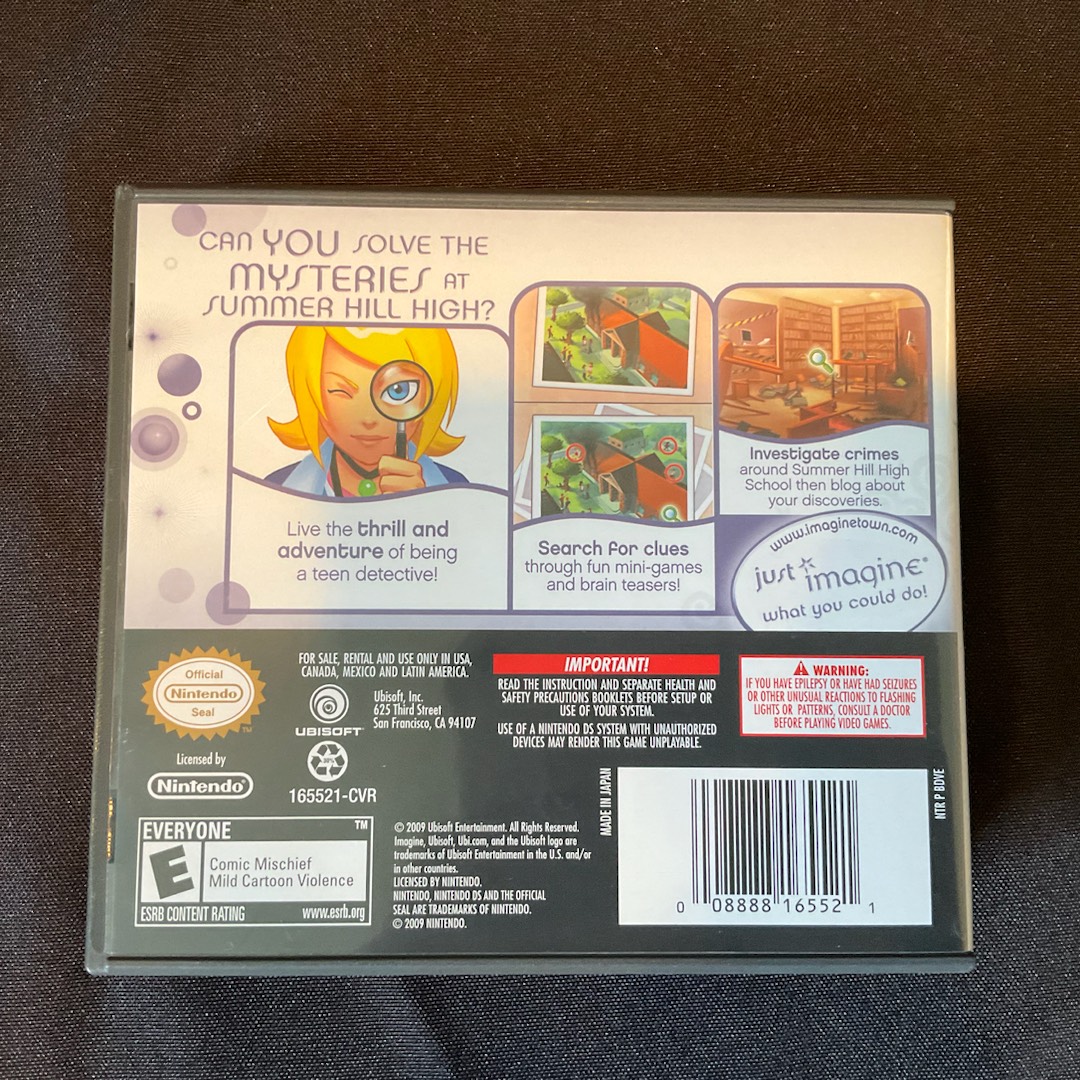 CAN YOU SOLVE THE
MYSTERIES AT
SUMMER HILL HIGH?
Live the thrill and
adventure of being
a teen detective!
Search for clues
through fun mini-games
and brain teasers!
Investigate crimes
around Summer Hill High
School then blog about
your discoveries.
www.imaginetown.com
just imagine®
what you could do!
Official
Nintendo
Seal
TM
Licensed by
Nintendo®
FOR SALE, RENTAL AND USE ONLY IN USA,
CANADA, MEXICO AND LATIN AMERICA.
UBISOFT
Ubisoft, Inc.
625 Third Street
San Francisco, CA 94107
165521-CVR
IMPORTANT!
READ THE INSTRUCTION AND SEPARATE HEALTH AND
SAFETY PRECAUTIONS BOOKLETS BEFORE SETUP OR
USE OF YOUR SYSTEM.
USE OF A NINTENDO DS SYSTEM WITH UNAUTHORIZED
DEVICES MAY RENDER THIS GAME UNPLAYABLE.
WARNING:
IF YOU HAVE EPILEPSY OR HAVE HAD SEIZURES
OR OTHER UNUSUAL REACTIONS TO FLASHING
LIGHTS OR PATTERNS, CONSULT A DOCTOR
BEFORE PLAYING VIDEO GAMES.
EVERYONE TM
E
Comic Mischief
Mild Cartoon Violence
ESRB CONTENT RATING www.esrb.org
© 2009 Ubisoft Entertainment. All Rights Reserved.
Imagine, Ubisoft, Ubi.com, and the Ubisoft logo are
trademarks of Ubisoft Entertainment in the U.S. and/or
in other countries.
LICENSED BY NINTENDO.
NINTENDO, NINTENDO DS AND THE OFFICIAL
SEAL ARE TRADEMARKS OF NINTENDO.
© 2009 NINTENDO.
MADE IN JAPAN
0 08888 16552 1
NTR P BDVE